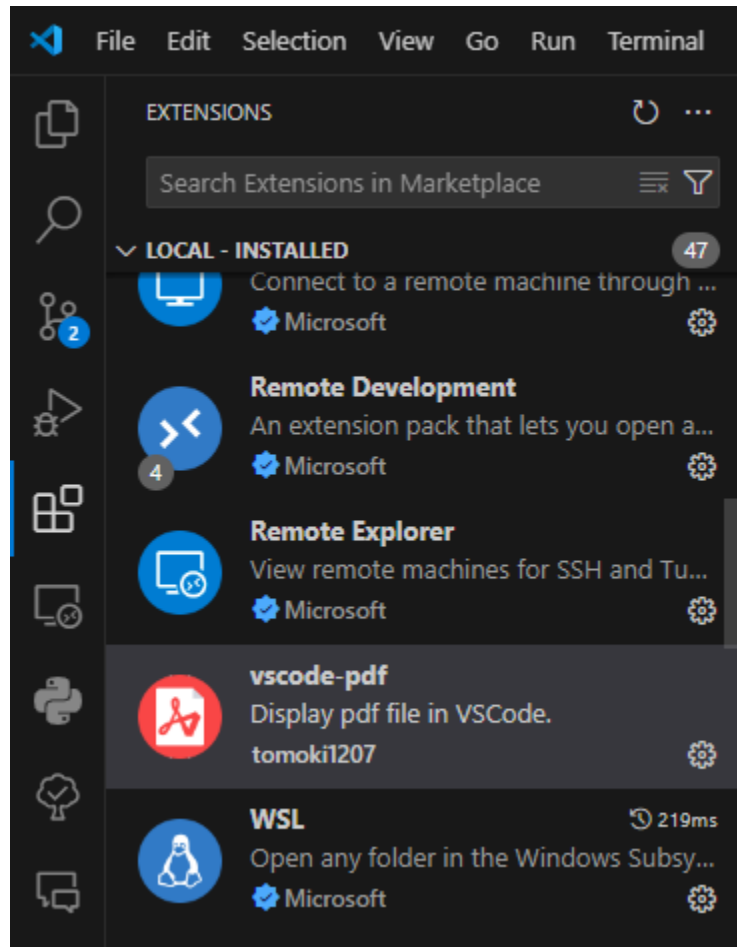 File Edit Selection View Go Run Terminal
EXTENSIONS
Search Extensions in Marketplace
LOCAL - INSTALLED 47
Connect to a remote machine through ...
Microsoft
2
Remote Development
An extension pack that lets you open a...
4 Microsoft
Remote Explorer
View remote machines for SSH and Tu...
Microsoft
vscode-pdf
Display pdf file in VSCode.
tomoki1207
WSL 219ms
Open any folder in the Windows Subsy...
Microsoft